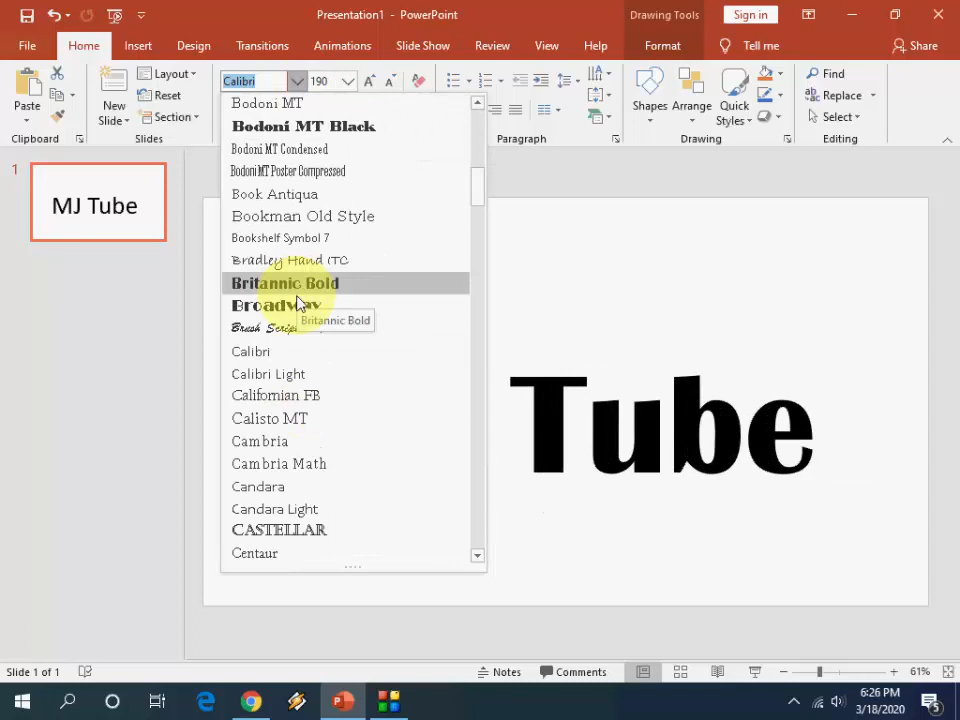 Presentation1 - PowerPoint
Drawing Tools
Sign in
File
Home
Insert
Design
Transitions
Animations
Slide Show
Review
View
Help
Format
Tell me
Share
Paste
Clipboard
New
Slide
Layout
Reset
Section
Slides
Calibri
190
Paragraph
Shapes
Arrange
Quick
Styles
Drawing
Find
Replace
Select
Editing
Bodoni MT
Bodoni MT Black
Bodoni MT Condensed
Bodoni MT Poster Compressed
Book Antiqua
Bookman Old Style
Bookshelf Symbol 7
Bradley Hand ITC
Britannic Bold
Broadway
Britannic Bold
Brush Script
Calibri
Calibri Light
Californian FB
Calisto MT
Cambria
Cambria Math
Candara
Candara Light
CASTELLAR
Centaur
1
MJ Tube
Tube
Slide 1 of 1
Notes
Comments
61%
6:26 PM
3/18/2020
5